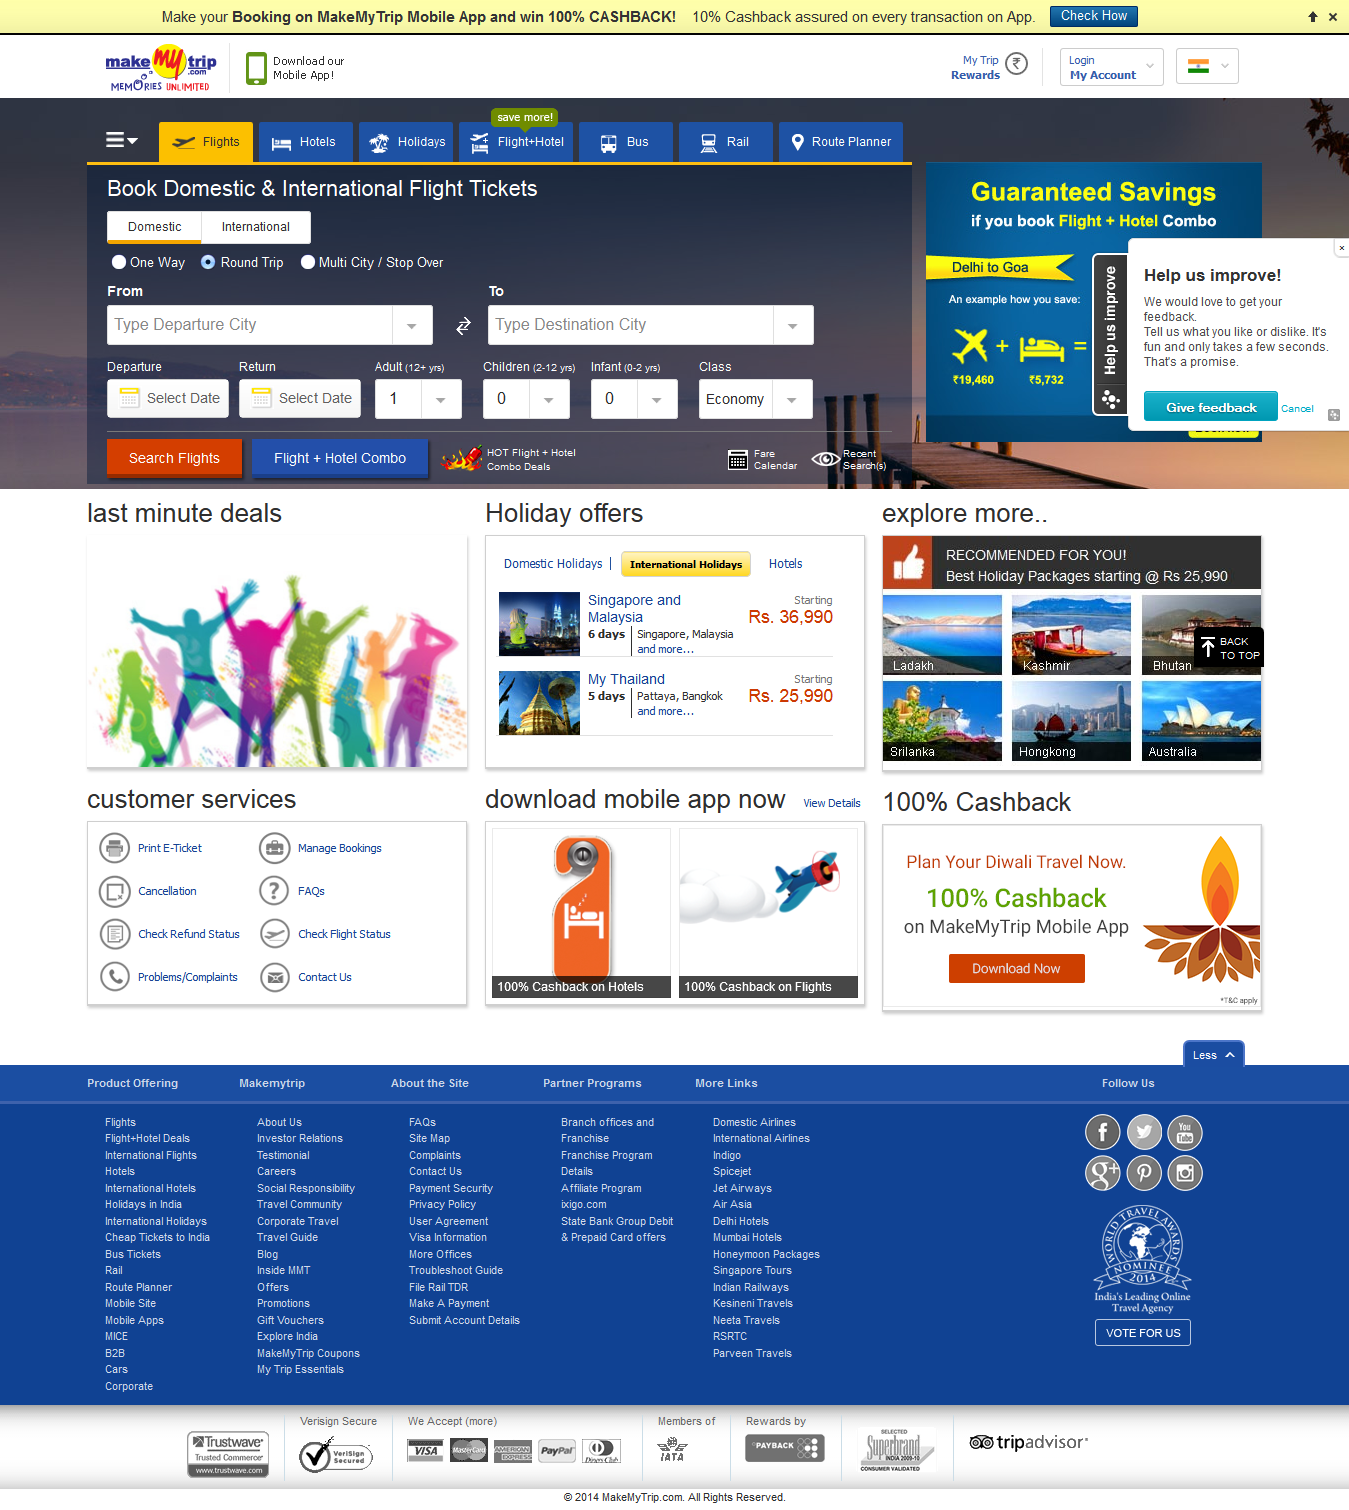 Make your Booking on MakeMyTrip Mobile App and win 100% CASHBACK! 10% Cashback assured on every transaction on App. Check How
make my trip .com
MEMORIES UNLIMITED
Download our
Mobile App!
My Trip
Rewards
Login
My Account
save more!
Flights Hotels Holidays Flight+Hotel Bus Rail Route Planner
Book Domestic & International Flight Tickets
Domestic International
One Way Round Trip Multi City / Stop Over
From To
Type Departure City Type Destination City
Departure Return Adult (12+ yrs) Children (2-12 yrs) Infant (0-2 yrs) Class
Select Date Select Date 1 0 0 Economy
Search Flights Flight + Hotel Combo
HOT Flight + Hotel
Combo Deals
Fare
Calendar
Recent
Search(s)
Guaranteed Savings
if you book Flight + Hotel Combo
Delhi to Goa
An example how you save:
+ =
₹19,460 ₹5,732
Help us improve
Help us improve!
We would love to get your
feedback.
Tell us what you like or dislike. It's
fun and only takes a few seconds.
That's a promise.
Give feedback Cancel
last minute deals
Holiday offers
Domestic Holidays International Holidays Hotels
Singapore and
Malaysia
6 days Singapore, Malaysia
and more...
Starting
Rs. 36,990
My Thailand
5 days Pattaya, Bangkok
and more...
Starting
Rs. 25,990
explore more..
RECOMMENDED FOR YOU!
Best Holiday Packages starting @ Rs 25,990
Ladakh Kashmir Bhutan
BACK
TO TOP
Srilanka Hongkong Australia
customer services
Print E-Ticket Manage Bookings
Cancellation FAQs
Check Refund Status Check Flight Status
Problems/Complaints Contact Us
download mobile app now View Details
100% Cashback on Hotels 100% Cashback on Flights
100% Cashback
Plan Your Diwali Travel Now.
100% Cashback
on MakeMyTrip Mobile App
Download Now
*T&C apply
Less
Product Offering Makemytrip About the Site Partner Programs More Links Follow Us
Flights
Flight+Hotel Deals
International Flights
Hotels
International Hotels
Holidays in India
International Holidays
Cheap Tickets to India
Bus Tickets
Rail
Route Planner
Mobile Site
Mobile Apps
MICE
B2B
Cars
Corporate
About Us
Investor Relations
Testimonial
Careers
Social Responsibility
Travel Community
Corporate Travel
Travel Guide
Blog
Inside MMT
Offers
Promotions
Gift Vouchers
Explore India
MakeMyTrip Coupons
My Trip Essentials
FAQs
Site Map
Complaints
Contact Us
Payment Security
Privacy Policy
User Agreement
Visa Information
More Offices
Troubleshoot Guide
File Rail TDR
Make A Payment
Submit Account Details
Branch offices and
Franchise
Franchise Program
Details
Affiliate Program
ixigo.com
State Bank Group Debit
& Prepaid Card offers
Domestic Airlines
International Airlines
Indigo
Spicejet
Jet Airways
Air Asia
Delhi Hotels
Mumbai Hotels
Honeymoon Packages
Singapore Tours
Indian Railways
Kesineni Travels
Neeta Travels
RSRTC
Parveen Travels
You
Tube
WORLD TRAVEL AWARDS
NOMINEE
2014
India's Leading Online
Travel Agency
VOTE FOR US
Trustwave
Trusted Commerce
www.trustwave.com
Verisign Secure
VeriSign
Secured
We Accept (more)
VISA MasterCard AMERICAN EXPRESS PayPal Diners Club
Members of
IATA
Rewards by
PAYBACK
SELECTED
Superbrand
INDIA 2009-10
CONSUMER VALIDATED
tripadvisor
© 2014 MakeMyTrip.com. All Rights Reserved.